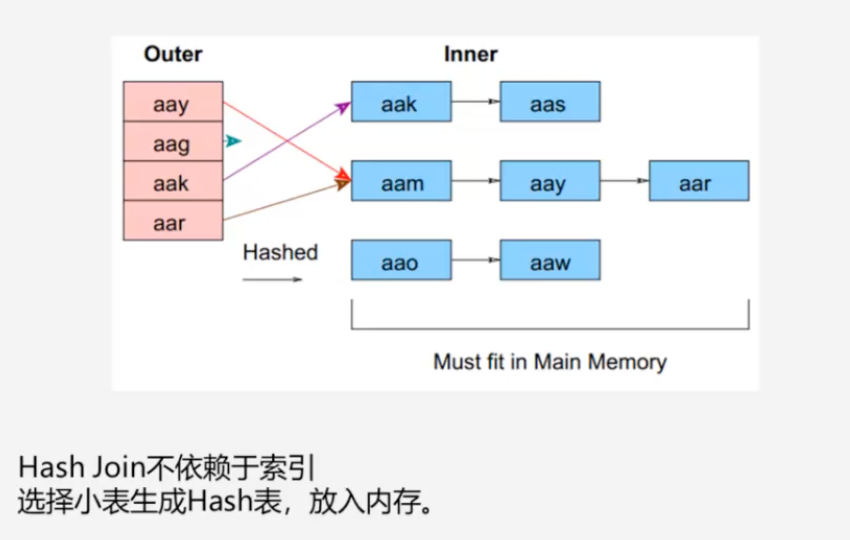 Outer Inner
aay
aag
aak
aar
aak aas
aam aay aar
aao aaw
Hashed
Must fit in Main Memory
Hash Join不依赖于索引
选择小表生成Hash表，放入内存。